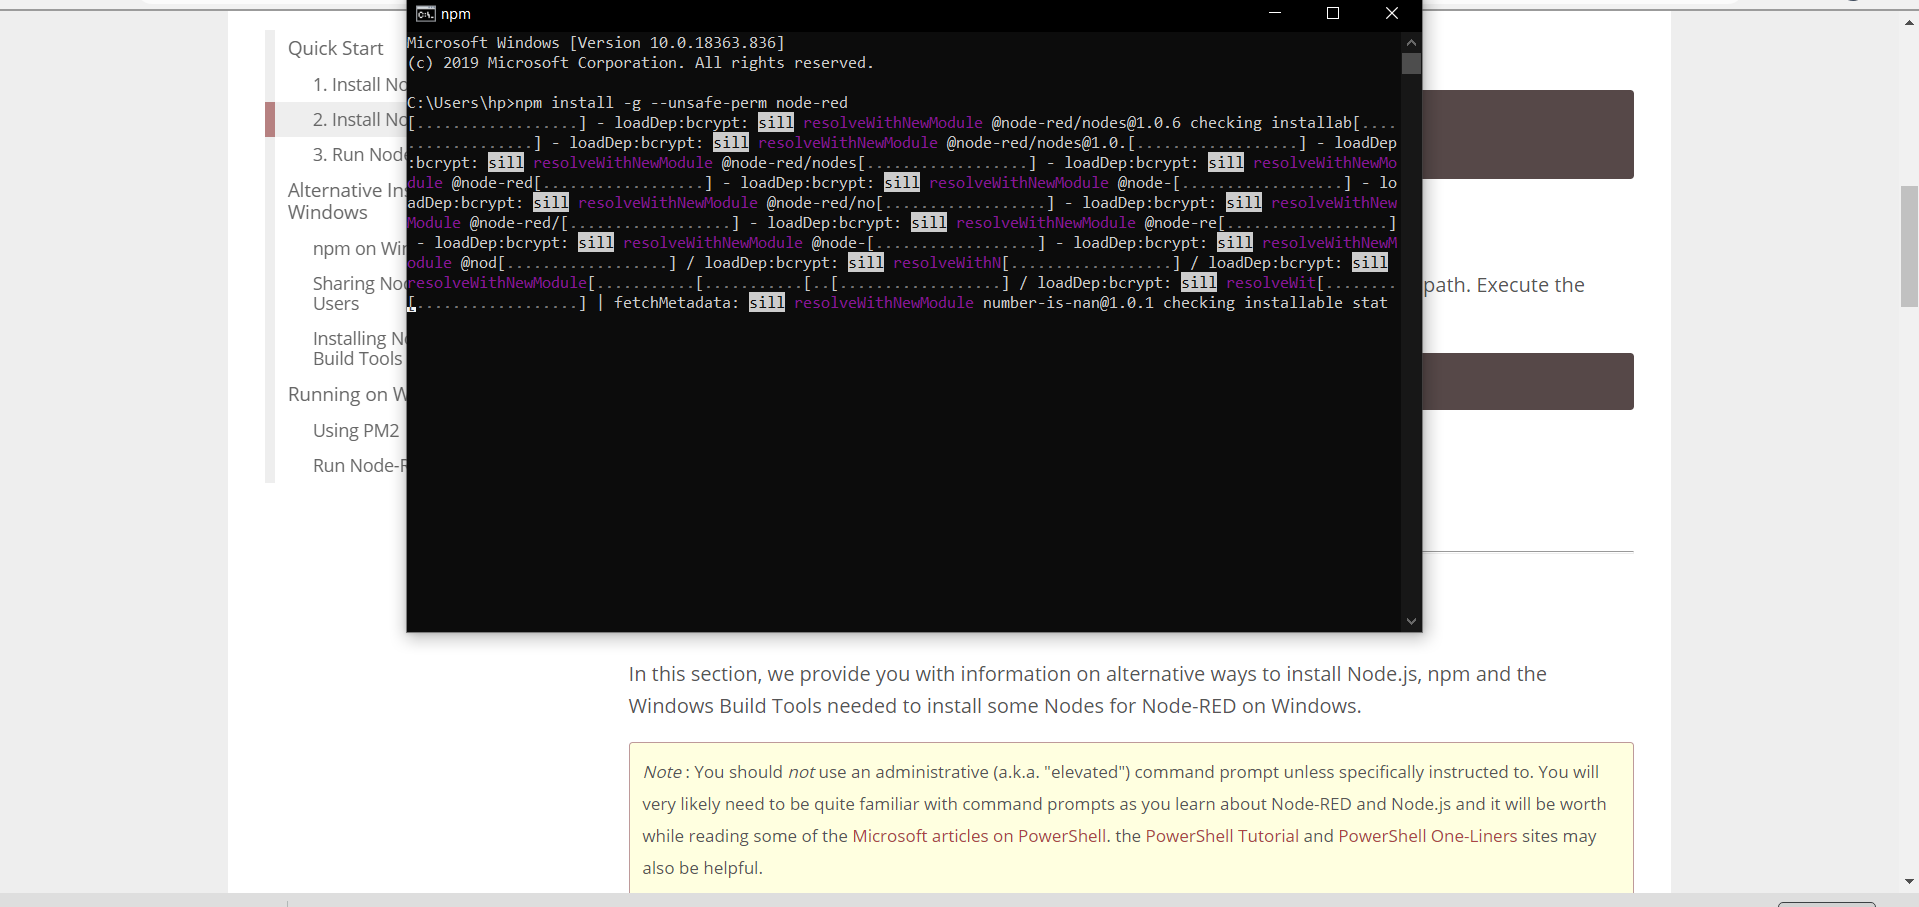 npm
Microsoft Windows [Version 10.0.18363.836]
(c) 2019 Microsoft Corporation. All rights reserved.
C:\Users\hp>npm install -g --unsafe-perm node-red
[..................] - loadDep:bcrypt: sill resolveWithNewModule @node-red/nodes@1.0.6 checking installab[....
..............] - loadDep:bcrypt: sill resolveWithNewModule @node-red/nodes@1.0.[..................] - loadDep
:bcrypt: sill resolveWithNewModule @node-red/nodes[..................] - loadDep:bcrypt: sill resolveWithNewMo
dule @node-red[..................] - loadDep:bcrypt: sill resolveWithNewModule @node-[..................] - lo
adDep:bcrypt: sill resolveWithNewModule @node-red/no[..................] - loadDep:bcrypt: sill resolveWithNew
Module @node-red/[..................] - loadDep:bcrypt: sill resolveWithNewModule @node-re[..................]
- loadDep:bcrypt: sill resolveWithNewModule @node-[..................] - loadDep:bcrypt: sill resolveWithNewM
odule @nod[..................] / loadDep:bcrypt: sill resolveWithN[..................] / loadDep:bcrypt: sill
resolveWithNewModule[...........[...........[..[..................] / loadDep:bcrypt: sill resolveWit[........
[..................] | fetchMetadata: sill resolveWithNewModule number-is-nan@1.0.1 checking installable stat
Quick Start
1. Install No
2. Install No
3. Run Node
Alternative Ins
Windows
npm on Win
Sharing Nod
Users
Installing No
Build Tools
Running on W
Using PM2
Run Node-R
path. Execute the
In this section, we provide you with information on alternative ways to install Node.js, npm and the
Windows Build Tools needed to install some Nodes for Node-RED on Windows.
Note : You should not use an administrative (a.k.a. "elevated") command prompt unless specifically instructed to. You will
very likely need to be quite familiar with command prompts as you learn about Node-RED and Node.js and it will be worth
while reading some of the Microsoft articles on PowerShell. the PowerShell Tutorial and PowerShell One-Liners sites may
also be helpful.